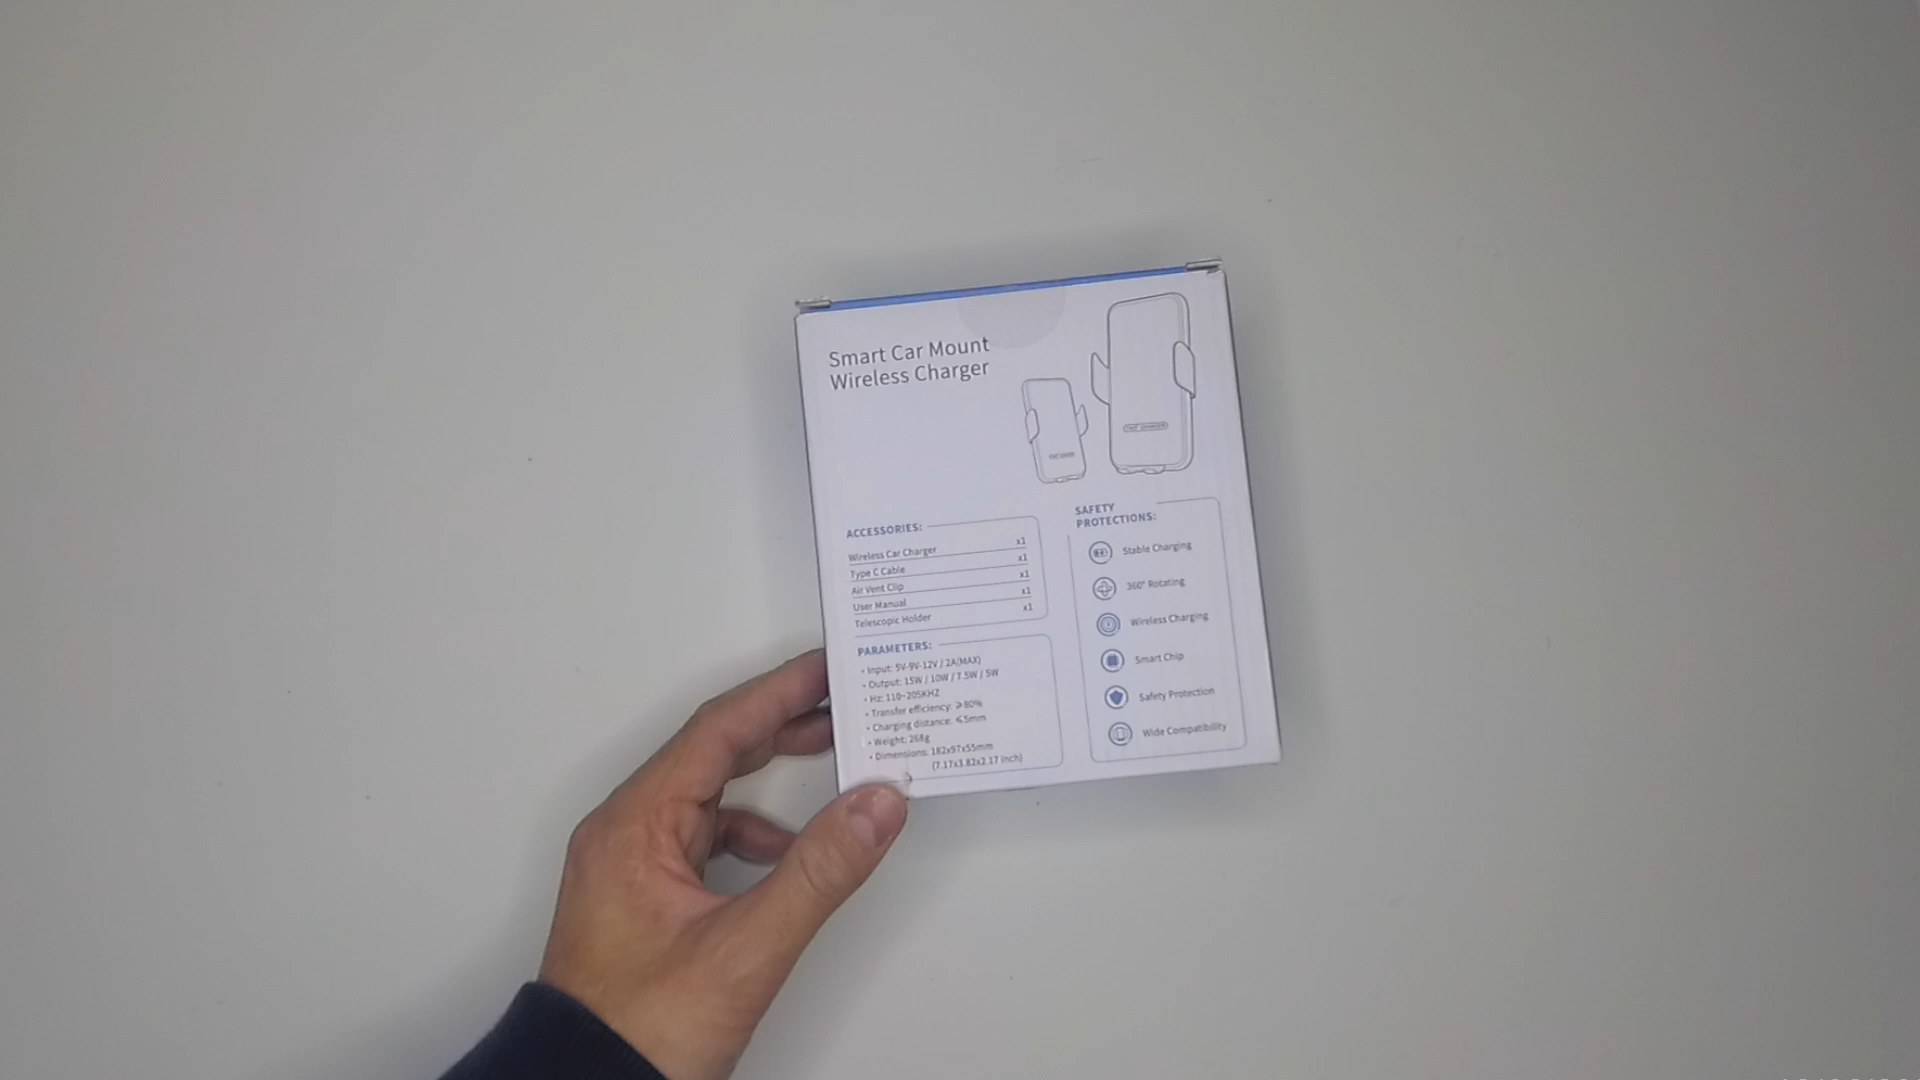 Smart Car Mount
Wireless Charger
ACCESSORIES:
Wireless Car Charger x1
Type C Cable x1
Air Vent Clip x1
User Manual x1
Telescopic Holder x1
PARAMETERS:
• Input: 5V-9V-12V / 2A(MAX)
• Output: 15W / 10W / 7.5W / 5W
• Hz: 110~205KHZ
• Transfer efficiency: ⩾80%
• Charging distance: ⩽5mm
• Weight: 268g
• Dimensions: 182x97x55mm
(7.17x3.82x2.17 Inch)
SAFETY
PROTECTIONS:
Stable Charging
360° Rotating
Wireless Charging
Smart Chip
Safety Protection
Wide Compatibility